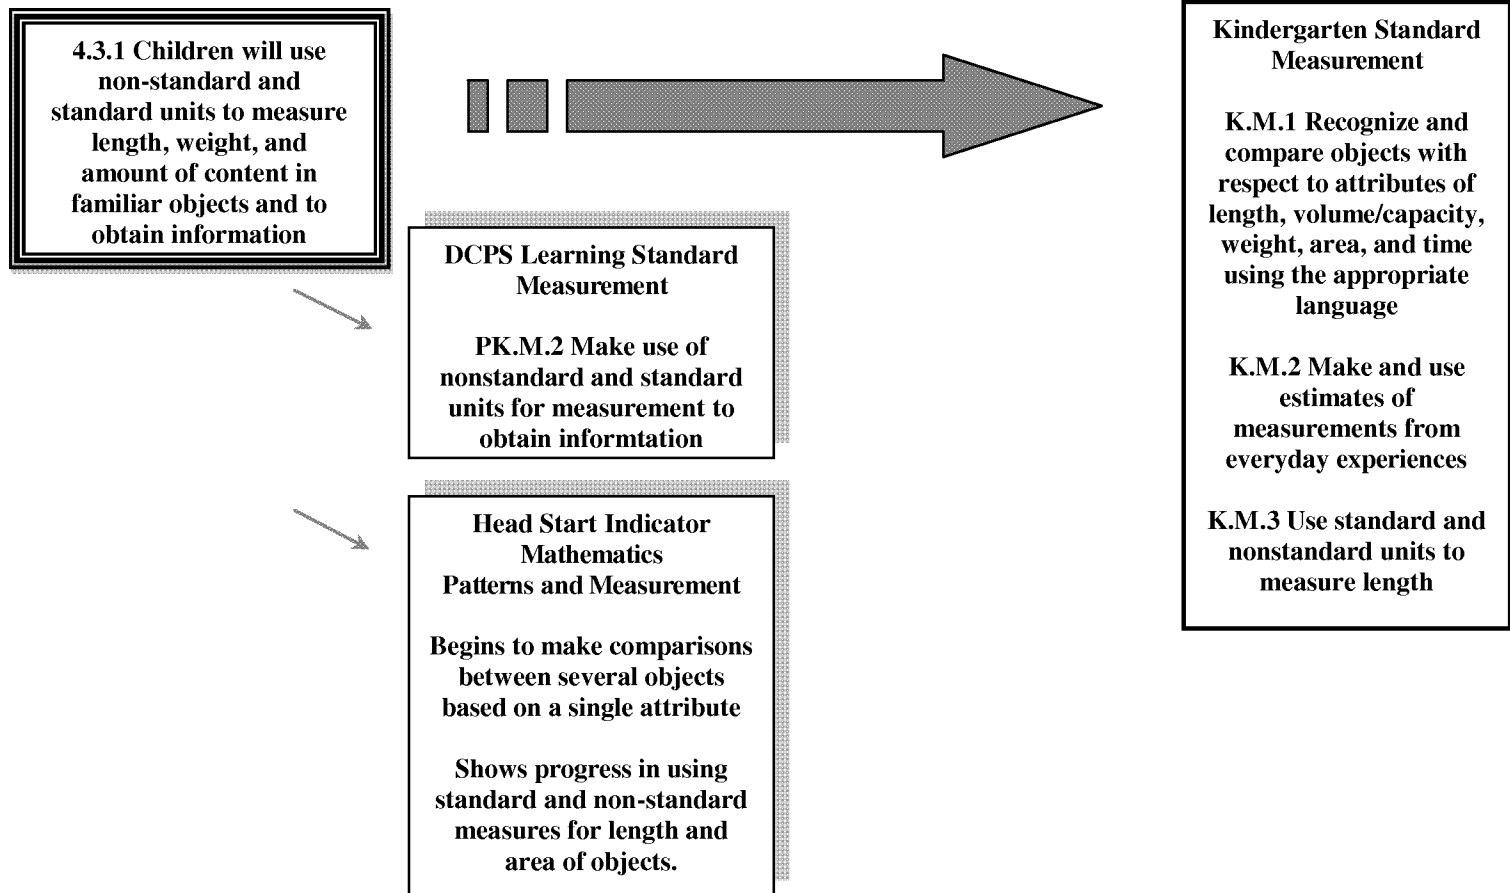 4.3.1 Children will use
non-standard and
standard units to measure
length, weight, and
amount of content in
familiar objects and to
obtain information
DCPS Learning Standard
Measurement
PK.M.2 Make use of
nonstandard and standard
units for measurement to
obtain informtation
Head Start Indicator
Mathematics
Patterns and Measurement
Begins to make comparisons
between several objects
based on a single attribute
Shows progress in using
standard and non-standard
measures for length and
area of objects.
Kindergarten Standard
Measurement
K.M.1 Recognize and
compare objects with
respect to attributes of
length, volume/capacity,
weight, area, and time
using the appropriate
language
K.M.2 Make and use
estimates of
measurements from
everyday experiences
K.M.3 Use standard and
nonstandard units to
measure length